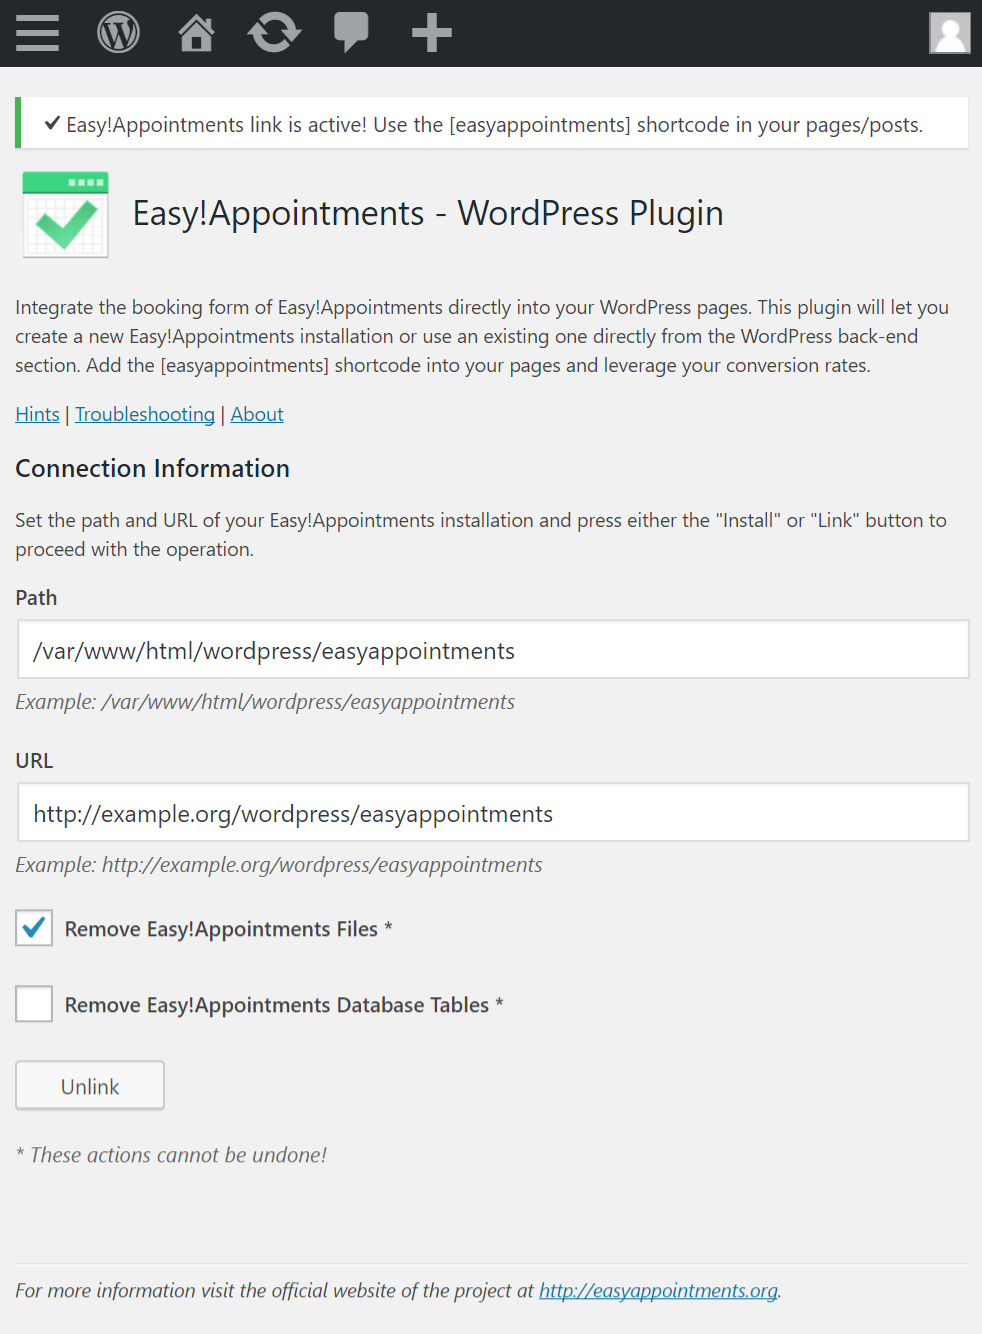 ✔ Easy!Appointments link is active! Use the [easyappointments] shortcode in your pages/posts.
Easy!Appointments - WordPress Plugin
Integrate the booking form of Easy!Appointments directly into your WordPress pages. This plugin will let you
create a new Easy!Appointments installation or use an existing one directly from the WordPress back-end
section. Add the [easyappointments] shortcode into your pages and leverage your conversion rates.
Hints | Troubleshooting | About
Connection Information
Set the path and URL of your Easy!Appointments installation and press either the "Install" or "Link" button to
proceed with the operation.
Path
/var/www/html/wordpress/easyappointments
Example: /var/www/html/wordpress/easyappointments
URL
http://example.org/wordpress/easyappointments
Example: http://example.org/wordpress/easyappointments
Remove Easy!Appointments Files *
Remove Easy!Appointments Database Tables *
Unlink
* These actions cannot be undone!
For more information visit the official website of the project at http://easyappointments.org.